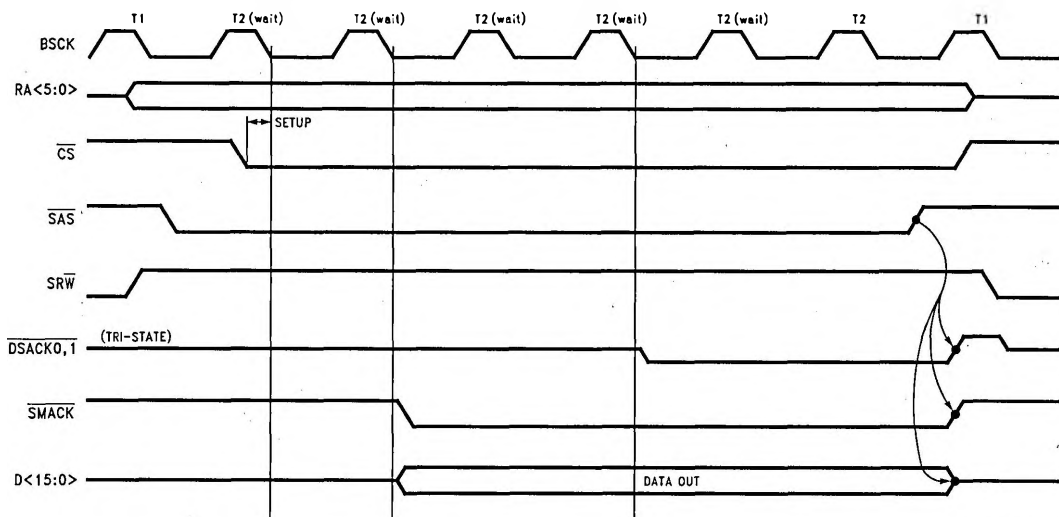 T1 T2 (wait) T2 (wait) T2 (wait) T2 (wait) T2 (wait) T2 T1
BSCK
RA<5:0>
SETUP
CS
SAS
SRW
(TRI-STATE)
DSACK0,1
SMACK
D<15:0> DATA OUT